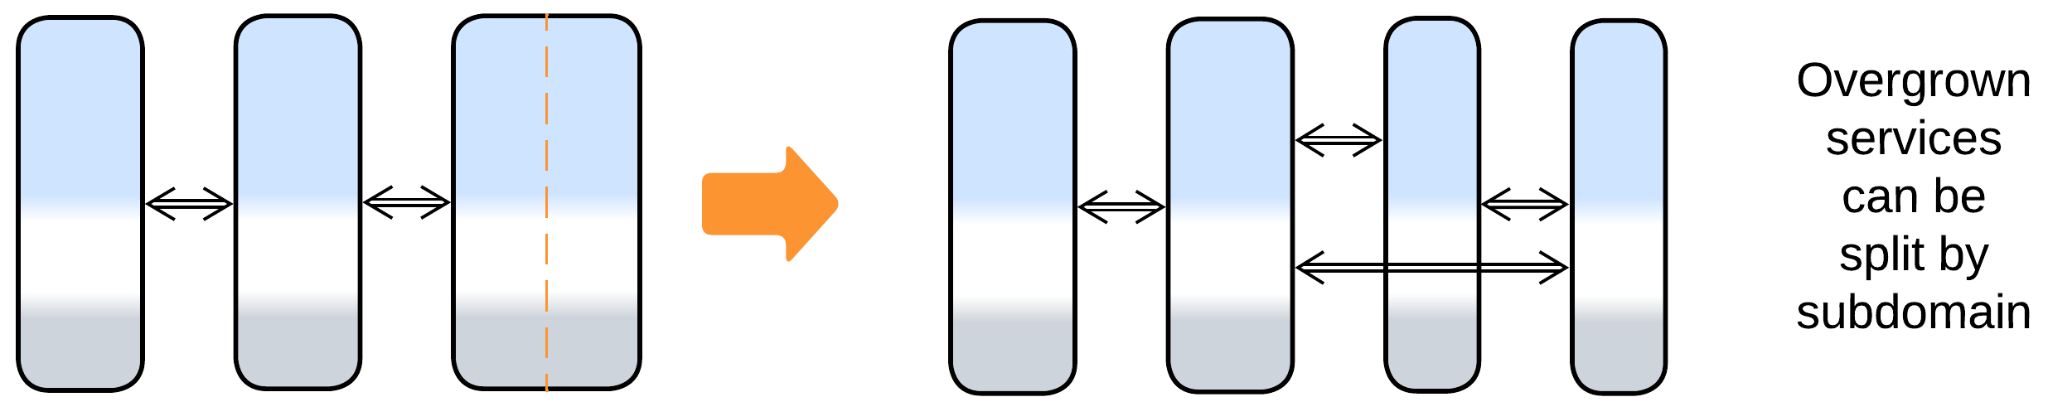 Overgrown
services
can be
split by
subdomain